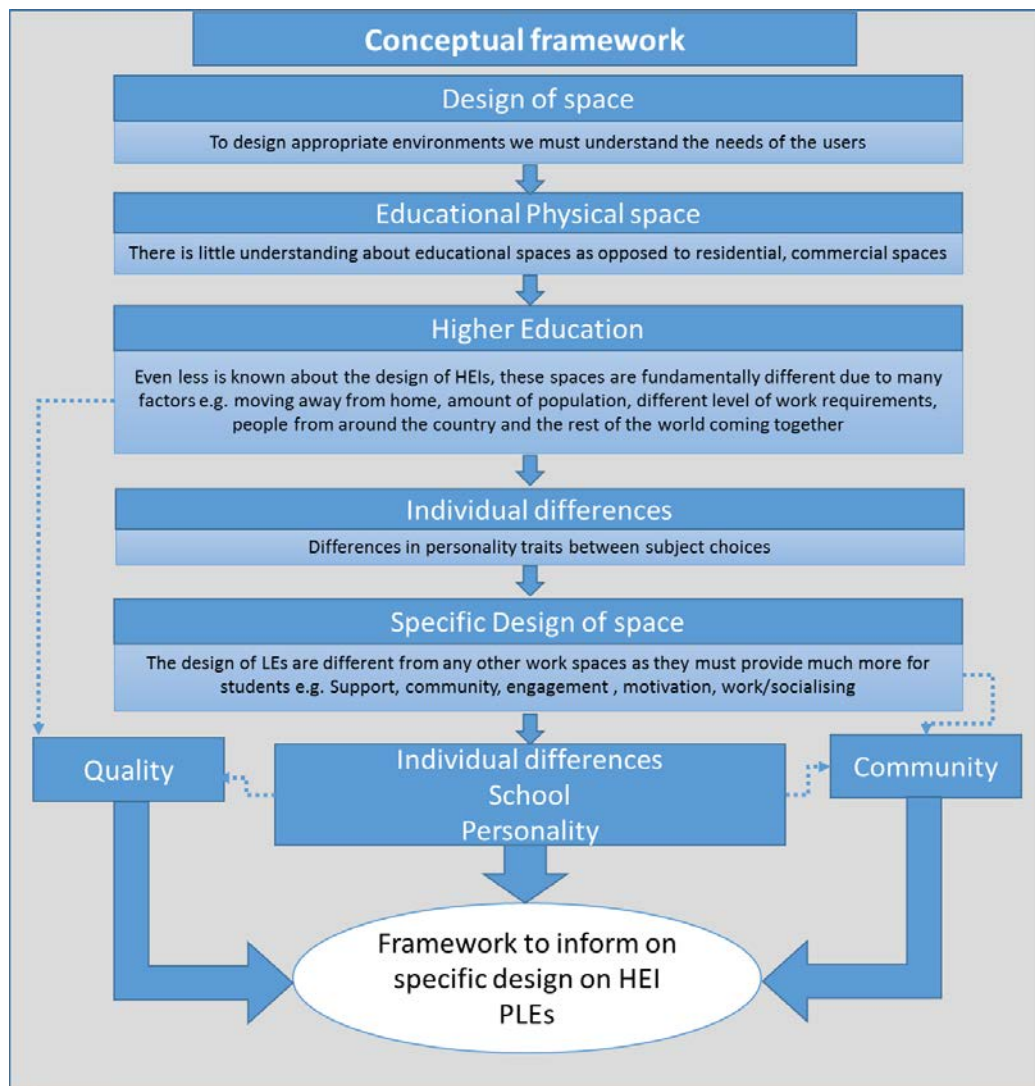 Conceptual framework
Design of space
To design appropriate environments we must understand the needs of the users
Educational Physical space
There is little understanding about educational spaces as opposed to residential, commercial spaces
Higher Education
Even less is known about the design of HEIs, these spaces are fundamentally different due to many
factors e.g. moving away from home, amount of population, different level of work requirements,
people from around the country and the rest of the world coming together
Individual differences
Differences in personality traits between subject choices
Specific Design of space
The design of LEs are different from any other work spaces as they must provide much more for
students e.g. Support, community, engagement , motivation, work/socialising
Quality
Individual differences
School
Personality
Community
Framework to inform on
specific design on HEI
PLEs